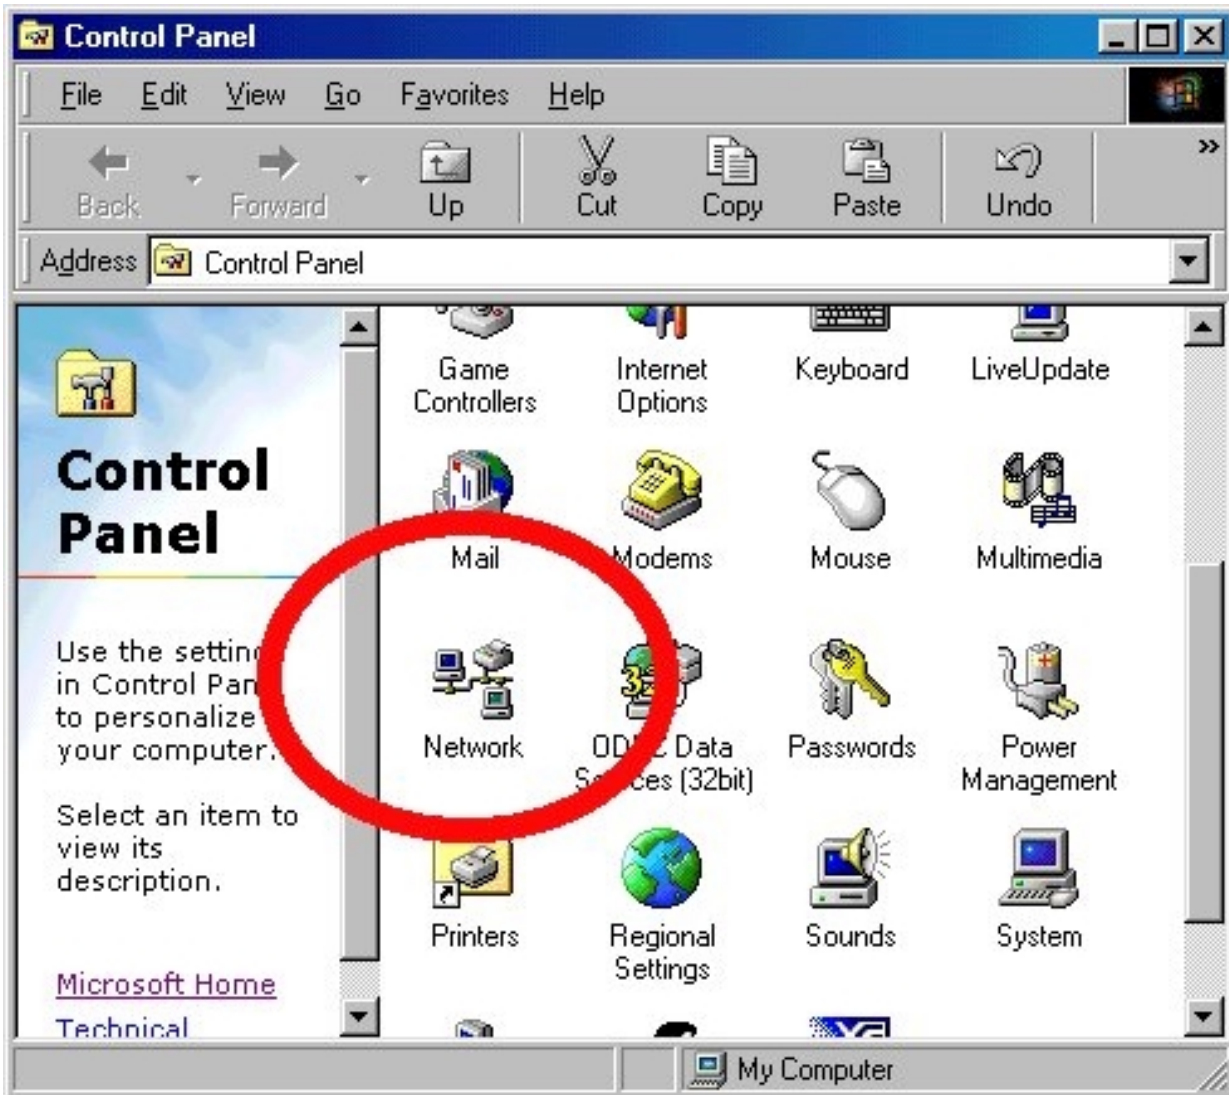 Control Panel
File Edit View Go Favorites Help
Back Forward Up Cut Copy Paste Undo »
Address Control Panel
Control
Panel
Use the
in Control
to personalize
your computer.
Select an item to
view its
description.
Microsoft Home
Technical
Game Controllers
Internet Options
Keyboard
LiveUpdate
Mail
Modems
Mouse
Multimedia
Network
Data
(32bit)
Passwords
Power
Management
Printers
Regional
Settings
Sounds
System
My Computer